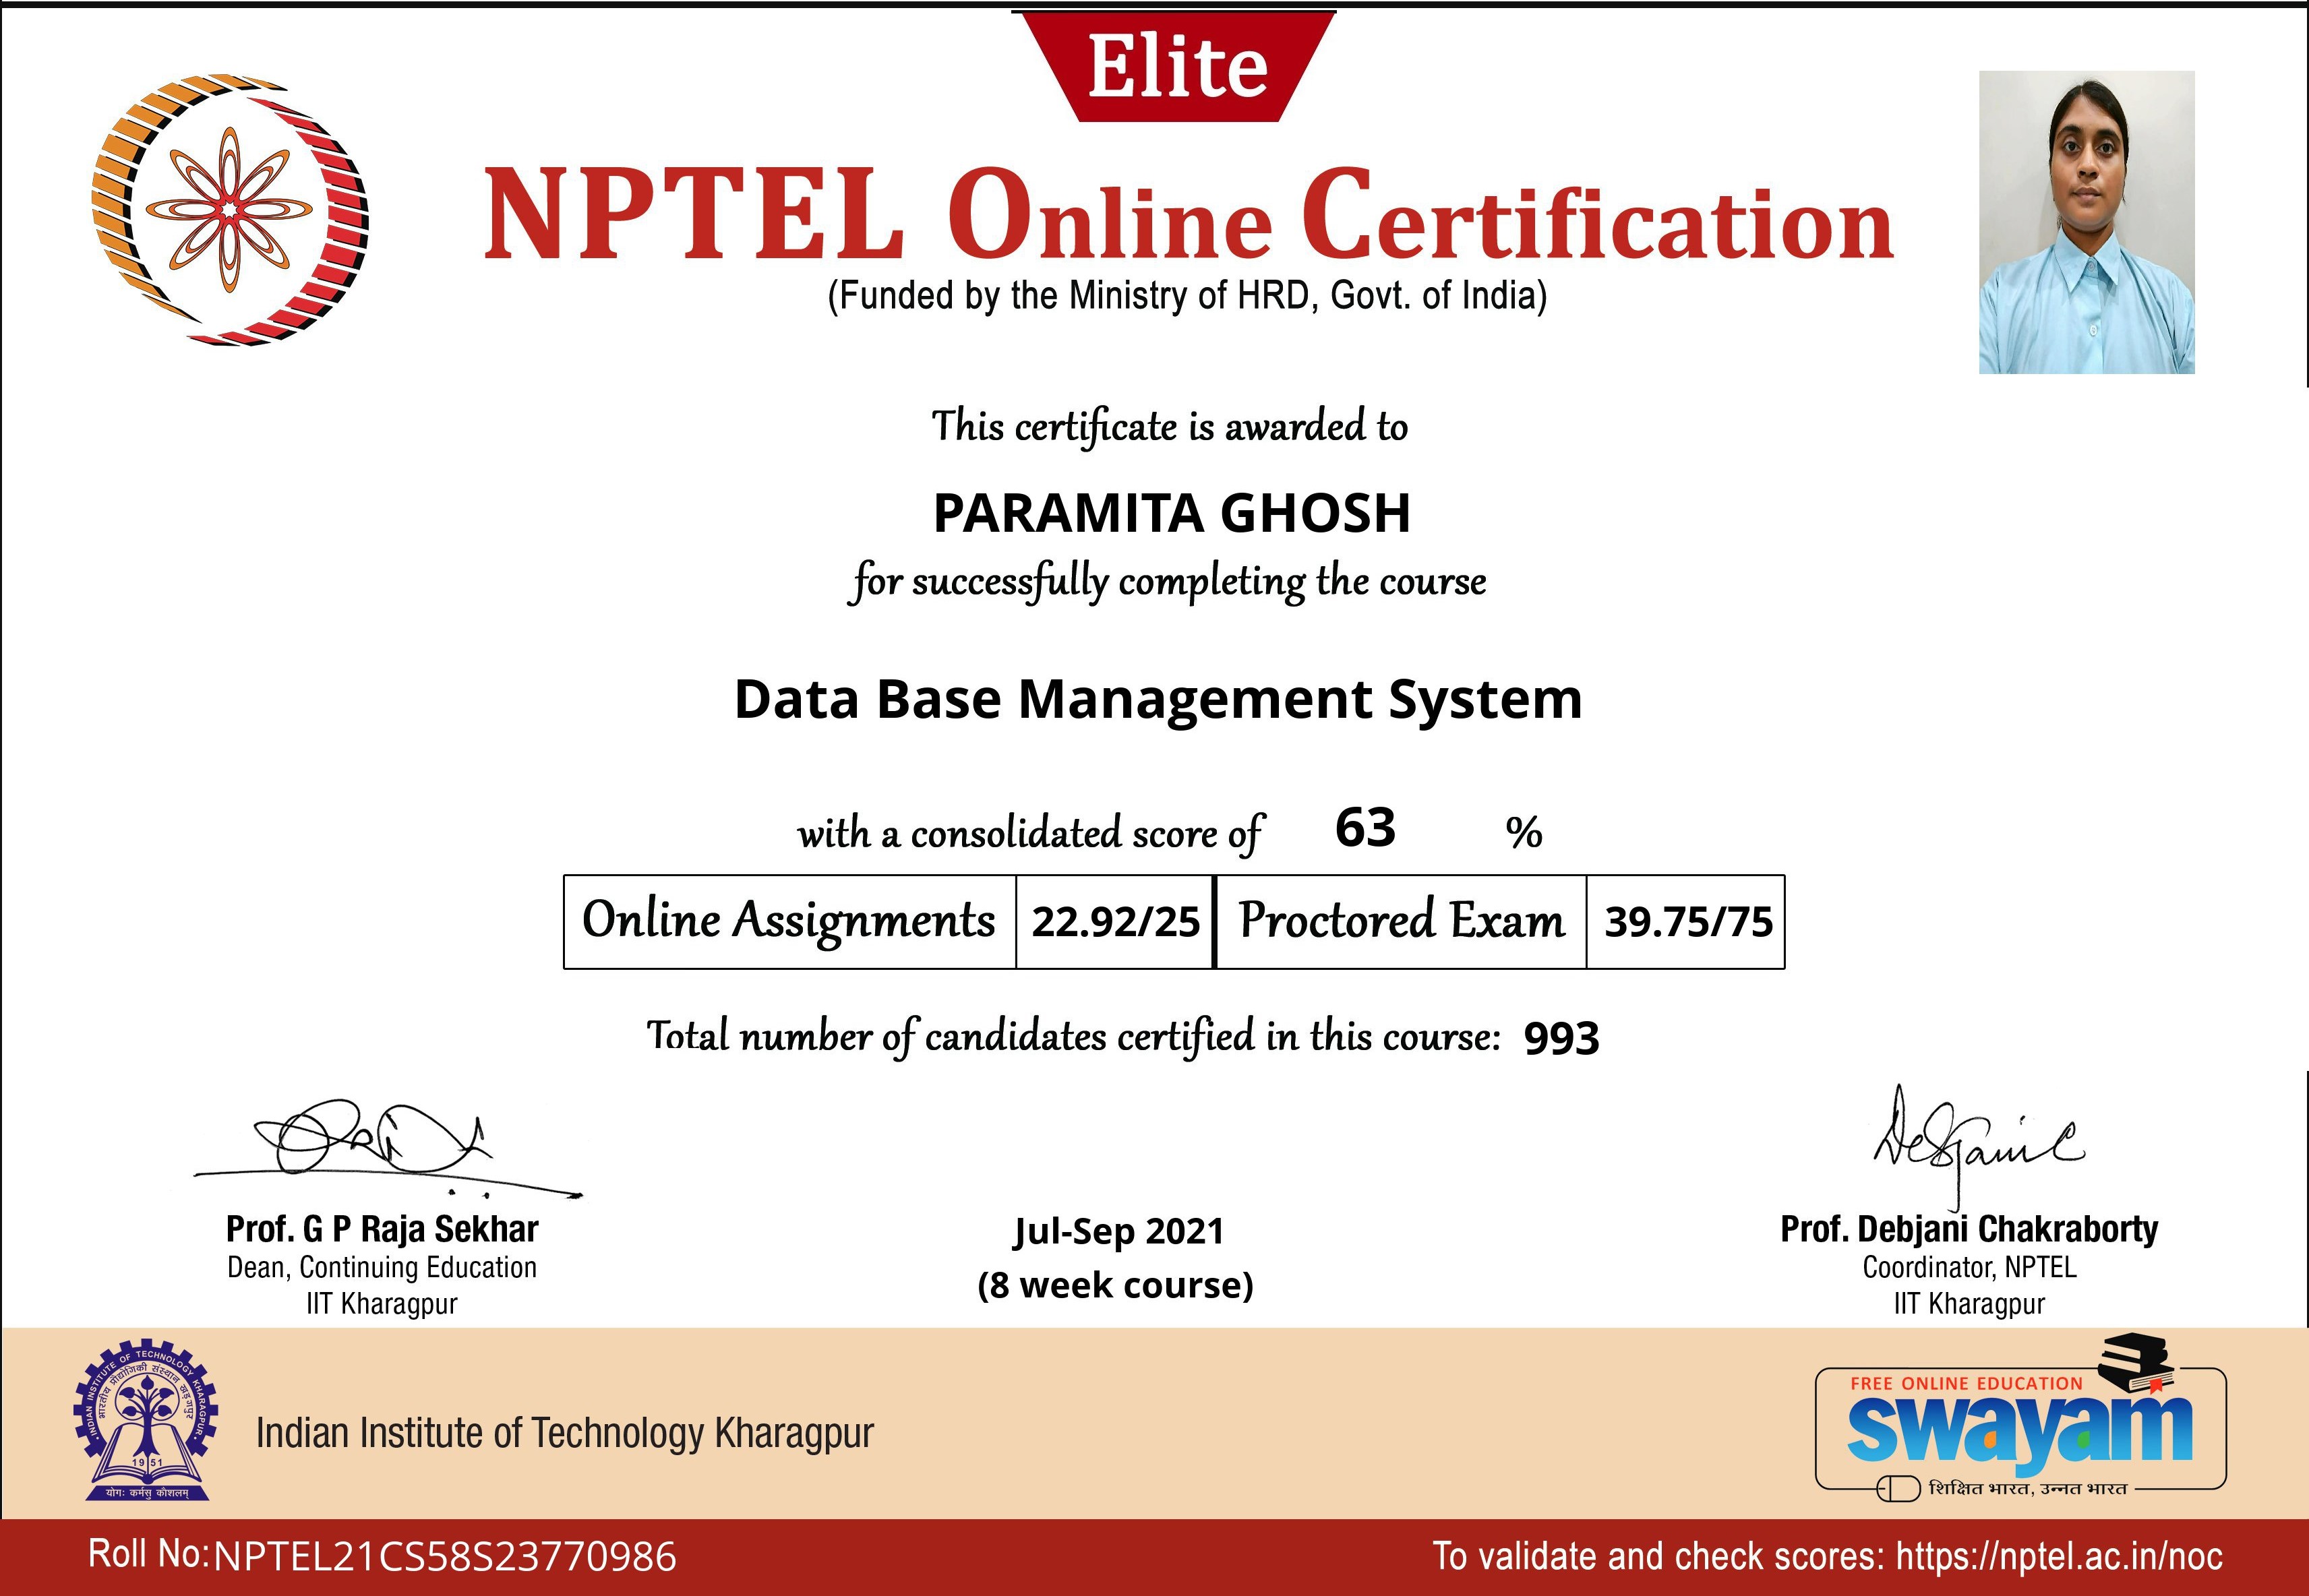 Elite
NPTEL Online Certification
(Funded by the Ministry of HRD, Govt. of India)
This certificate is awarded to
PARAMITA GHOSH
for successfully completing the course
Data Base Management System
with a consolidated score of 63 %
Online Assignments 22.92/25 Proctored Exam 39.75/75
Total number of candidates certified in this course: 993
Prof. G P Raja Sekhar
Dean, Continuing Education
IIT Kharagpur
Jul-Sep 2021
(8 week course)
Prof. Debjani Chakraborty
Coordinator, NPTEL
IIT Kharagpur
INDIAN INSTITUTE OF TECHNOLOGY KHARAGPUR
भारतीय प्रौद्योगिकी संस्थान खड़गपुर
1951
योगः कर्मसु कौशलम्
Indian Institute of Technology Kharagpur
FREE ONLINE EDUCATION
swayam
शिक्षित भारत, उन्नत भारत
Roll No:NPTEL21CS58S23770986
To validate and check scores: https://nptel.ac.in/noc